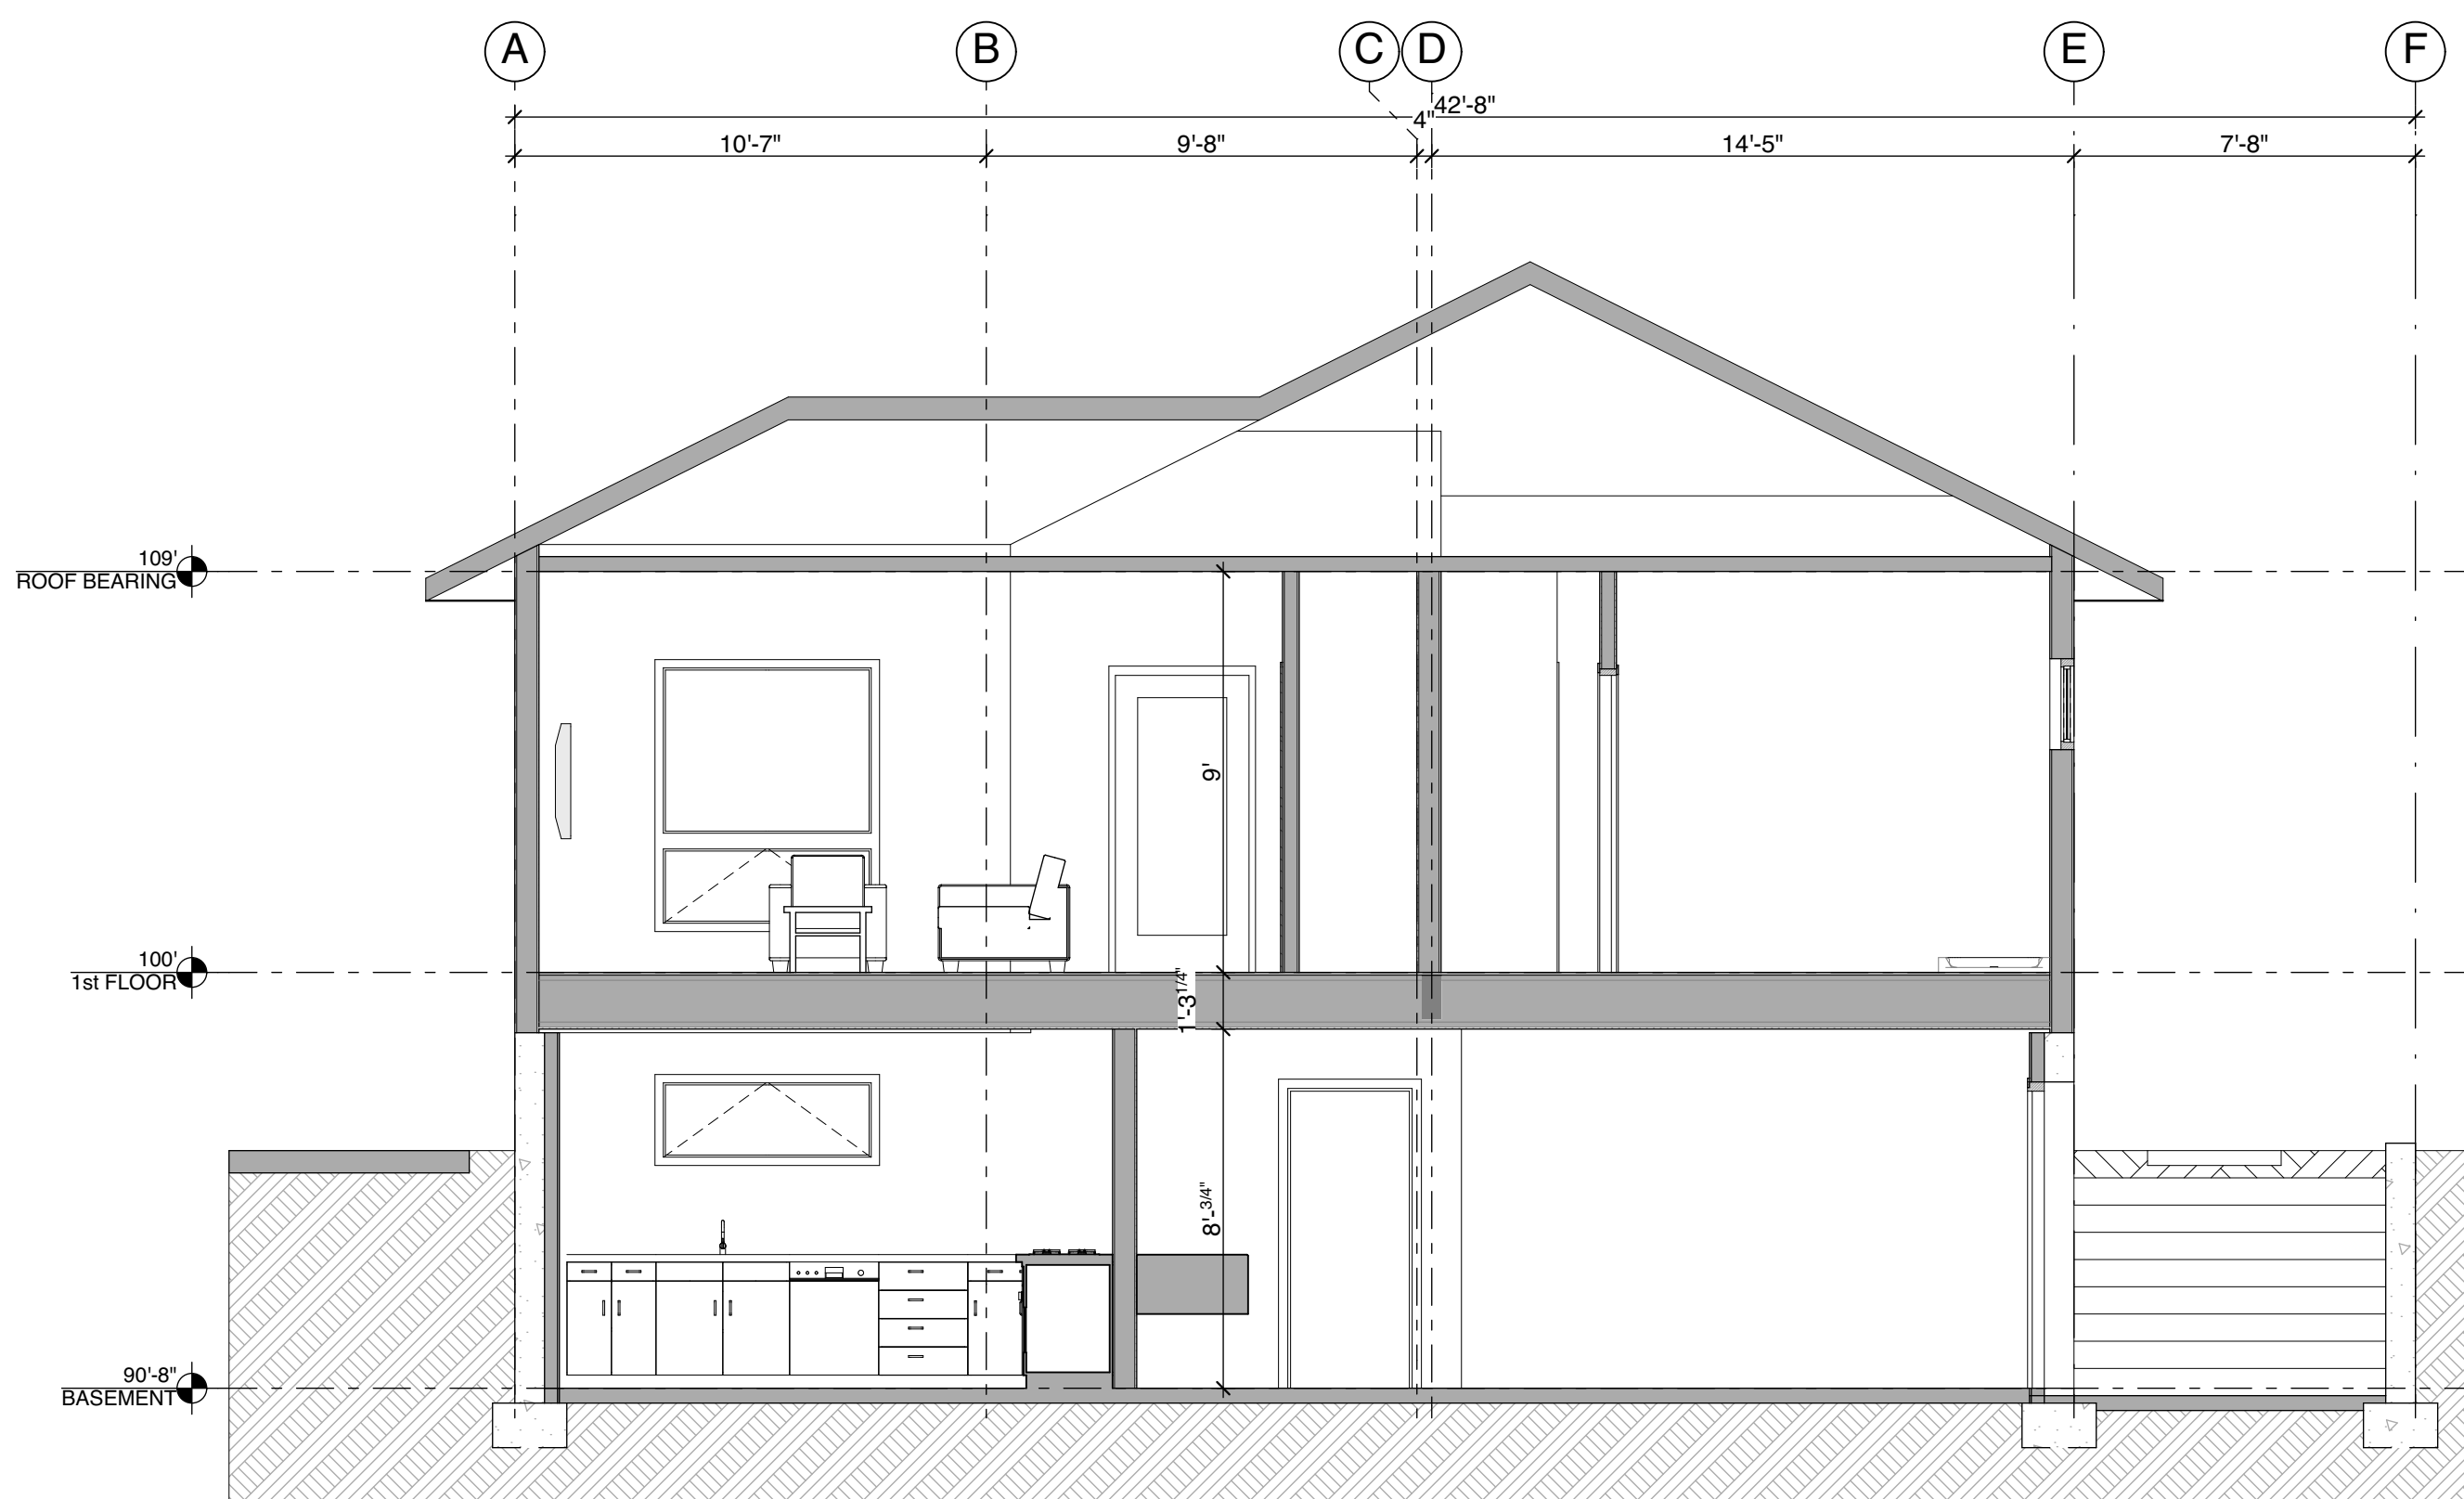 A B C D E F
42'-8"
4"
10'-7" 9'-8" 14'-5" 7'-8"
109'
ROOF BEARING
9'
100'
1st FLOOR
1'-3 1/4"
8'-3/4"
90'-8"
BASEMENT